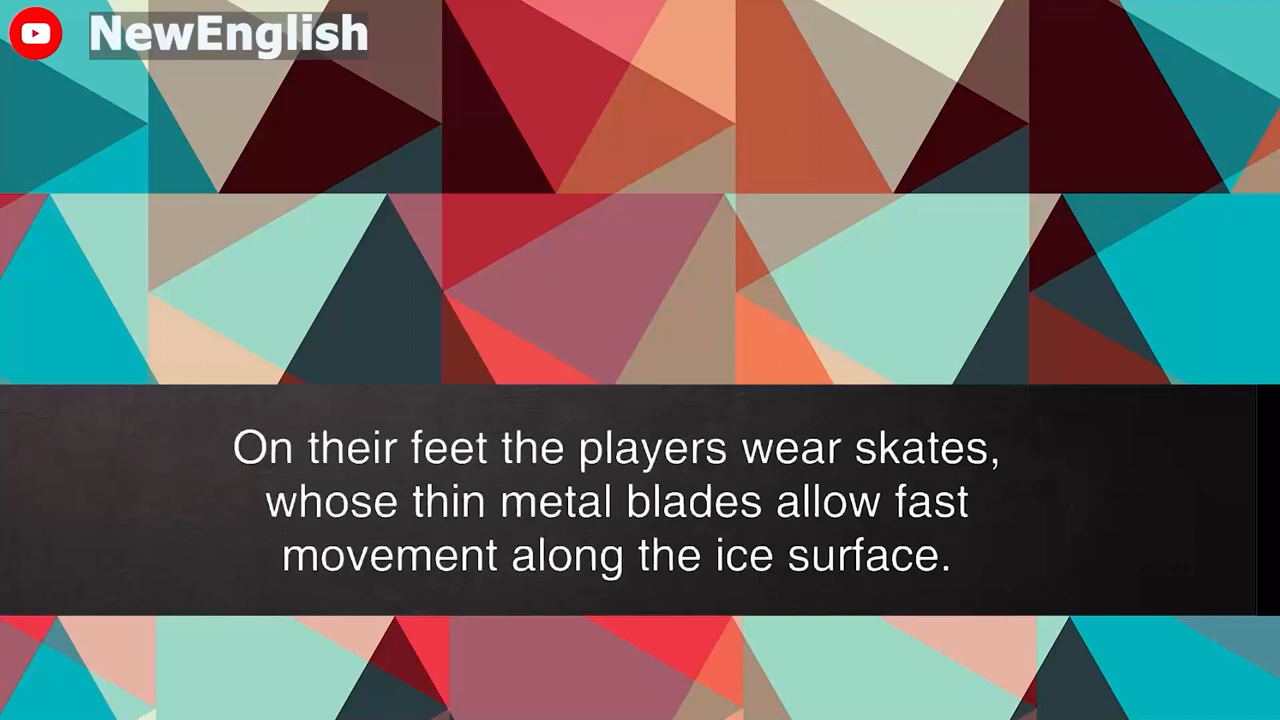 NewEnglish
On their feet the players wear skates,
whose thin metal blades allow fast
movement along the ice surface.